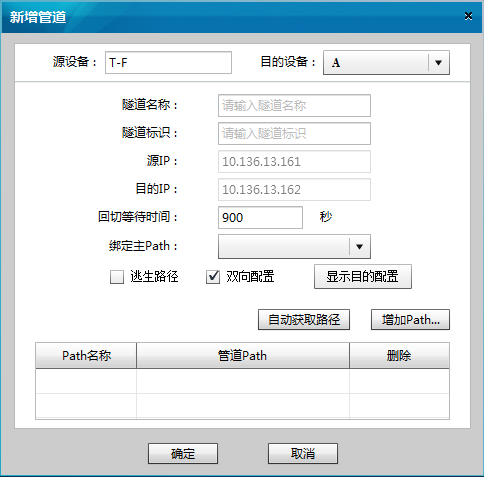 新增管道
源设备： T-F 目的设备： A
隧道名称： 请输入隧道名称
隧道标识： 请输入隧道标识
源IP： 10.136.13.161
目的IP： 10.136.13.162
回切等待时间： 900 秒
绑定主Path：
逃生路径 双向配置 显示目的配置
自动获取路径 增加Path...
Path名称 管道Path 删除
确定 取消